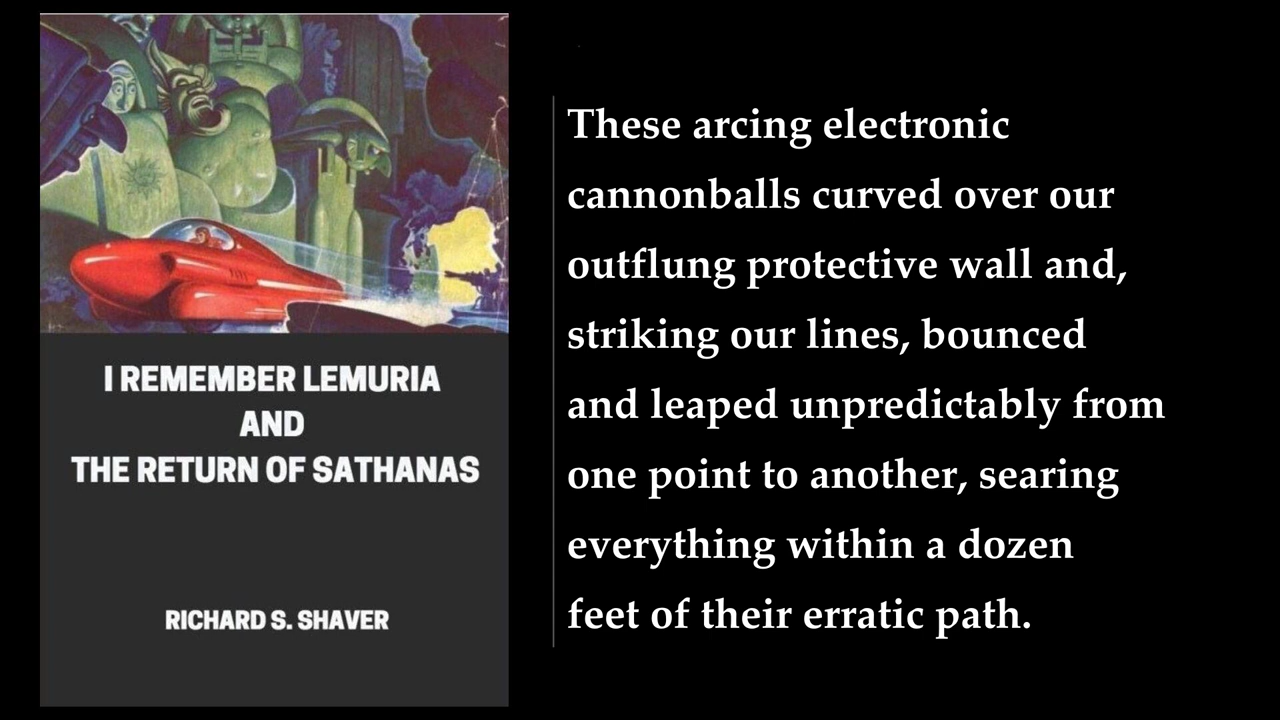 I REMEMBER LEMURIA
AND
THE RETURN OF SATHANAS
RICHARD S. SHAVER
These arcing electronic
cannonballs curved over our
outflung protective wall and,
striking our lines, bounced
and leaped unpredictably from
one point to another, searing
everything within a dozen
feet of their erratic path.